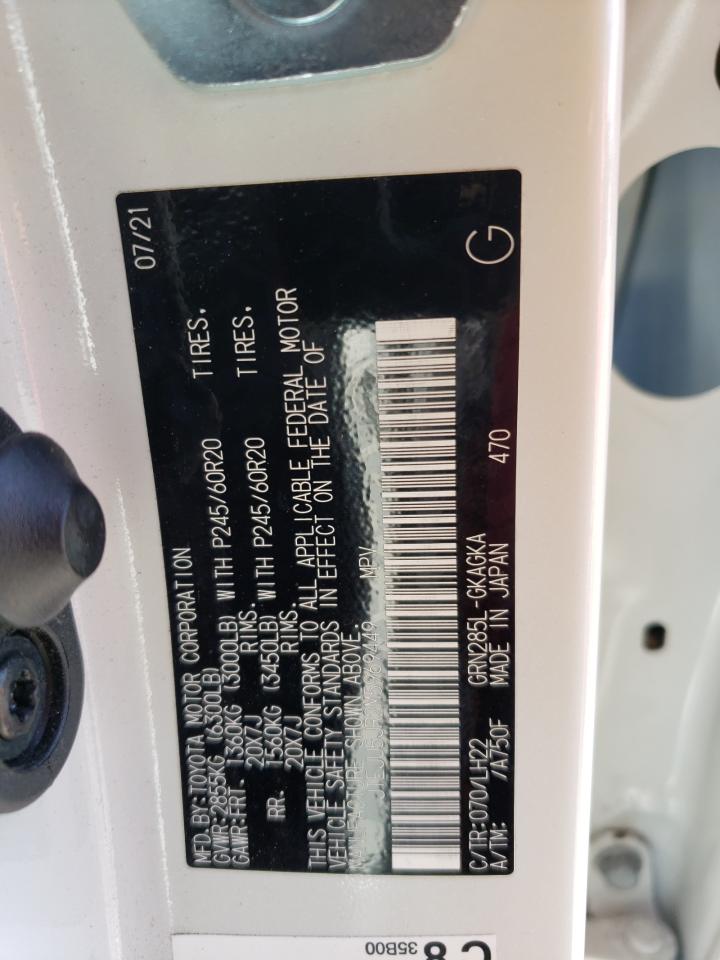 MFD. BY: TOYOTA MOTOR CORPORATION 07/21
GVWR: 2855KG (6300LB)
GAWR: FRT. 1360KG (3000LB) WITH P245/60R20 TIRES,
20X7J RIMS.
RR. 1560KG (3450LB) WITH P245/60R20 TIRES,
20X7J RIMS.
THIS VEHICLE CONFORMS TO ALL APPLICABLE FEDERAL MOTOR
VEHICLE SAFETY STANDARDS IN EFFECT ON THE DATE OF
MANUFACTURE SHOWN ABOVE.
MPV
C/TR: 070/LH22 GRN285L-GKAGKA 470
A/TM: /A750F MADE IN JAPAN G
C8
35B00